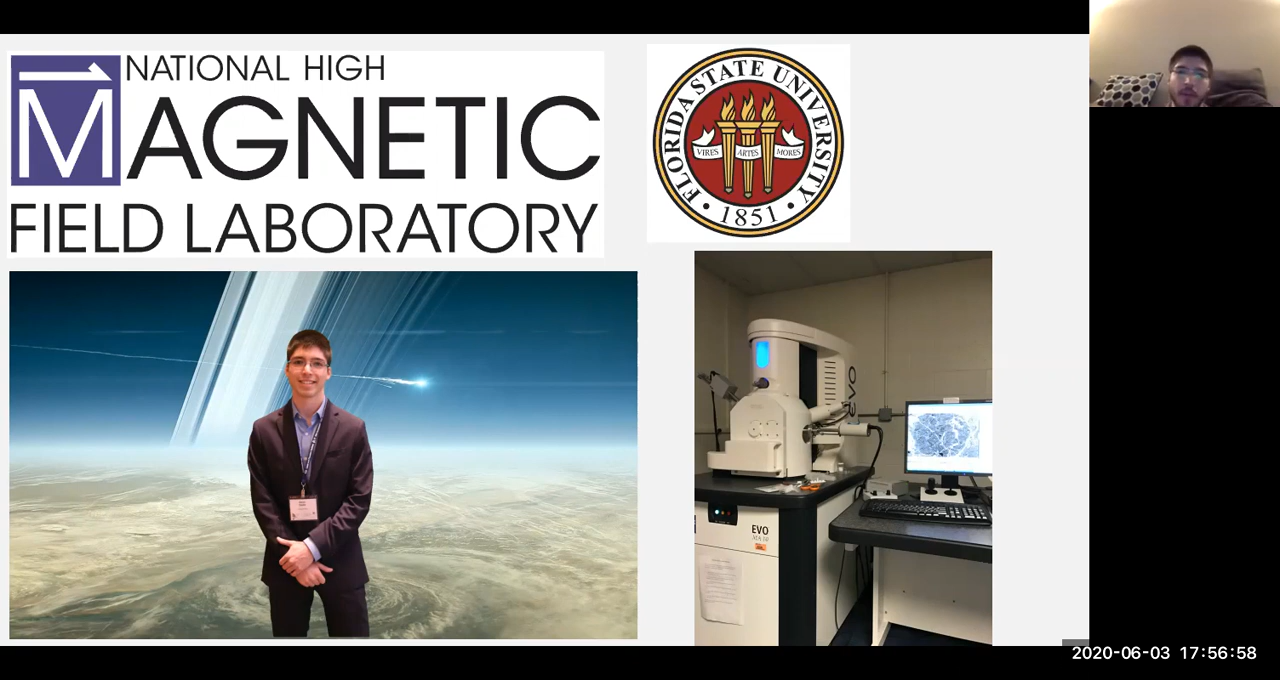 NATIONAL HIGH
MAGNETIC
FIELD LABORATORY
FLORIDA STATE UNIVERSITY
VIRES ARTES MORES
1851
EVO
EVO
2020-06-03 17:56:58